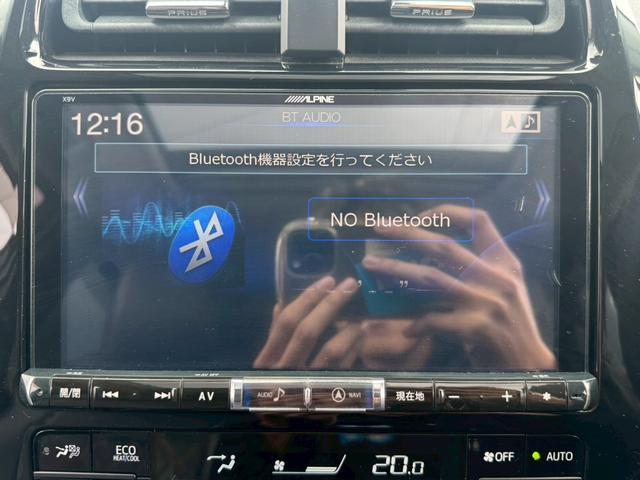 PRIUS
PRIUS
X9V
ALPINE
12:16
BT AUDIO
Bluetooth機器設定を行ってください
NO Bluetooth
AV OFF
開/閉
AV
AUDIO
NAVI
現在地
− +
ECO
HEAT/COOL
20.0
OFF
AUTO